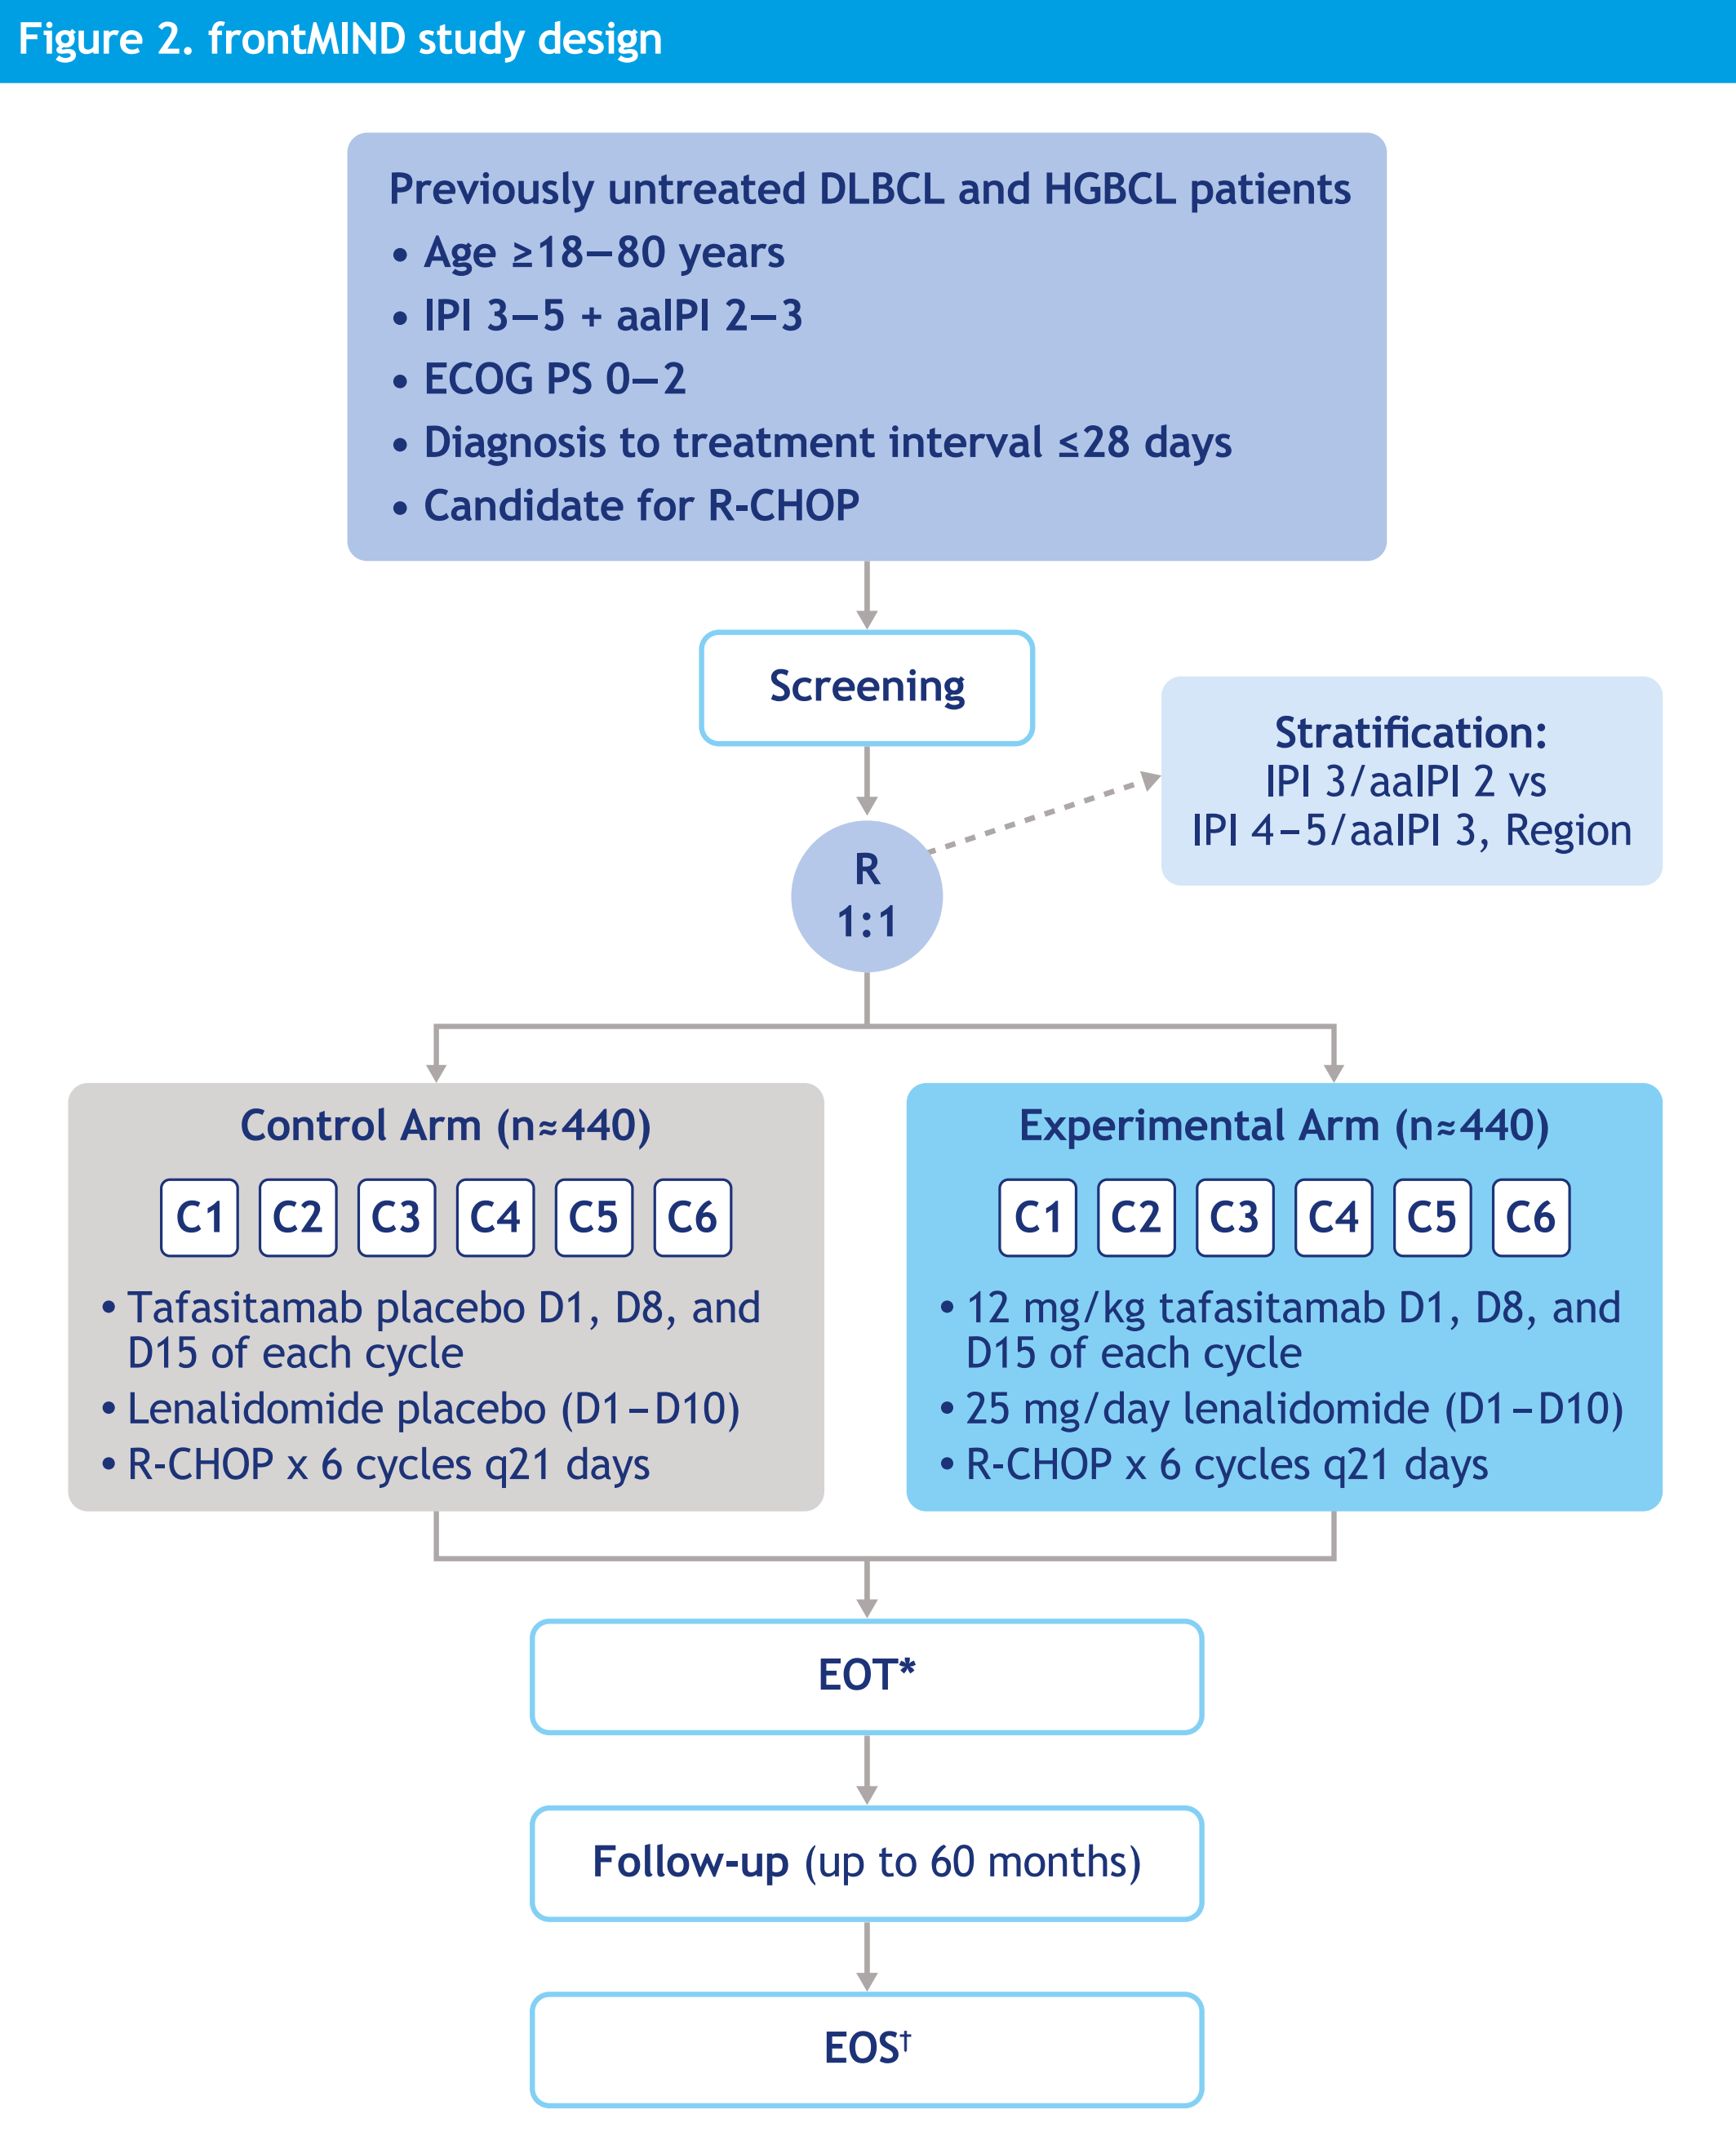 Figure 2. frontMIND study design
Previously untreated DLBCL and HGBCL patients
• Age ≥18–80 years
• IPI 3–5 + aaIPI 2–3
• ECOG PS 0–2
• Diagnosis to treatment interval ≤28 days
• Candidate for R-CHOP
Screening
Stratification:
IPI 3/aaIPI 2 vs
IPI 4–5/aaIPI 3, Region
R
1:1
Control Arm (n≈440)
C1 C2 C3 C4 C5 C6
• Tafasitamab placebo D1, D8, and
D15 of each cycle
• Lenalidomide placebo (D1–D10)
• R-CHOP x 6 cycles q21 days
Experimental Arm (n≈440)
C1 C2 C3 C4 C5 C6
• 12 mg/kg tafasitamab D1, D8, and
D15 of each cycle
• 25 mg/day lenalidomide (D1–D10)
• R-CHOP x 6 cycles q21 days
EOT*
Follow-up (up to 60 months)
EOS†